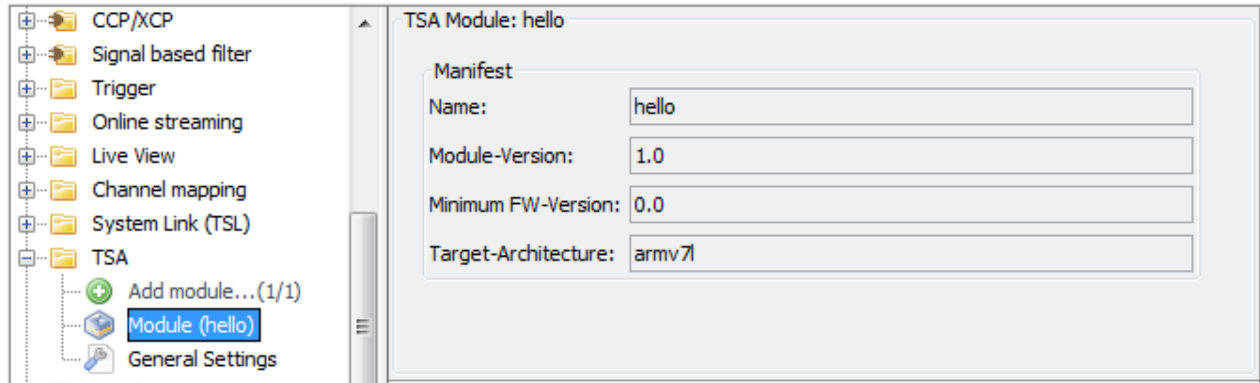 CCP/XCP
Signal based filter
Trigger
Online streaming
Live View
Channel mapping
System Link (TSL)
TSA
Add module...(1/1)
Module (hello)
General Settings
TSA Module: hello
Manifest
Name: hello
Module-Version: 1.0
Minimum FW-Version: 0.0
Target-Architecture: armv7l